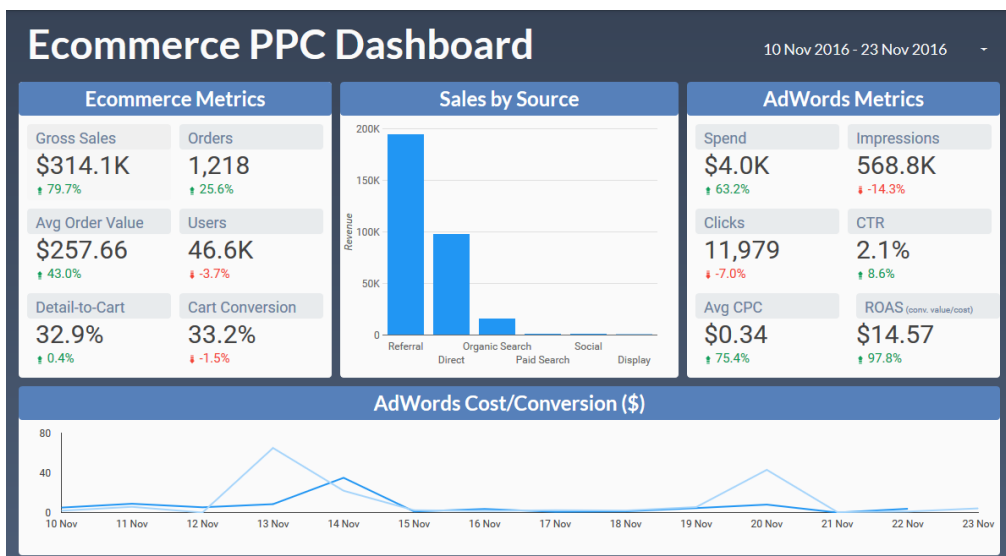 Ecommerce PPC Dashboard
10 Nov 2016 - 23 Nov 2016
Ecommerce Metrics
Gross Sales
Orders
$314.1K
1,218
79.7%
25.6%
Avg Order Value
Users
$257.66
46.6K
43.0%
-3.7%
Detail-to-Cart
Cart Conversion
32.9%
33.2%
0.4%
-1.5%
Sales by Source
200K
150K
100K
50K
0
Revenue
Referral
Direct
Organic Search
Paid Search
Social
Display
AdWords Metrics
Spend
Impressions
$4.0K
568.8K
63.2%
-14.3%
Clicks
CTR
11,979
2.1%
-7.0%
8.6%
Avg CPC
ROAS (conv. value/cost)
$0.34
$14.57
75.4%
97.8%
AdWords Cost/Conversion ($)
80
40
0
10 Nov 11 Nov 12 Nov 13 Nov 14 Nov 15 Nov 16 Nov 17 Nov 18 Nov 19 Nov 20 Nov 21 Nov 22 Nov 23 Nov